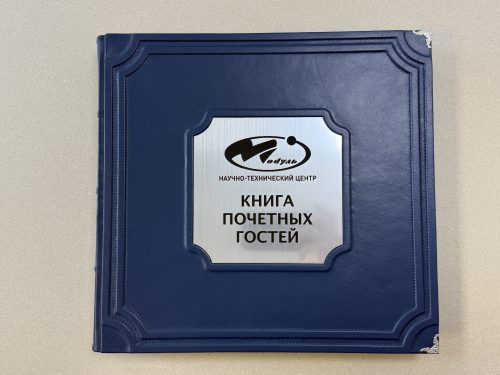 Модуль
НАУЧНО-ТЕХНИЧЕСКИЙ ЦЕНТР
КНИГА
ПОЧЕТНЫХ
ГОСТЕЙ